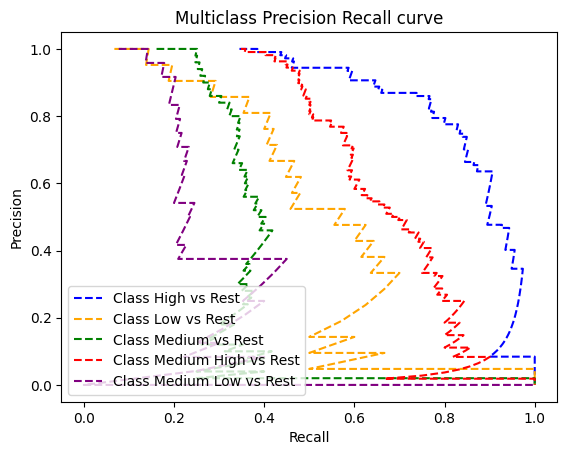 Multiclass Precision Recall curve
1.0
0.8
0.6
0.4
0.2
0.0
Precision
Class High vs Rest
Class Low vs Rest
Class Medium vs Rest
Class Medium High vs Rest
Class Medium Low vs Rest
0.0 0.2 0.4 0.6 0.8 1.0
Recall